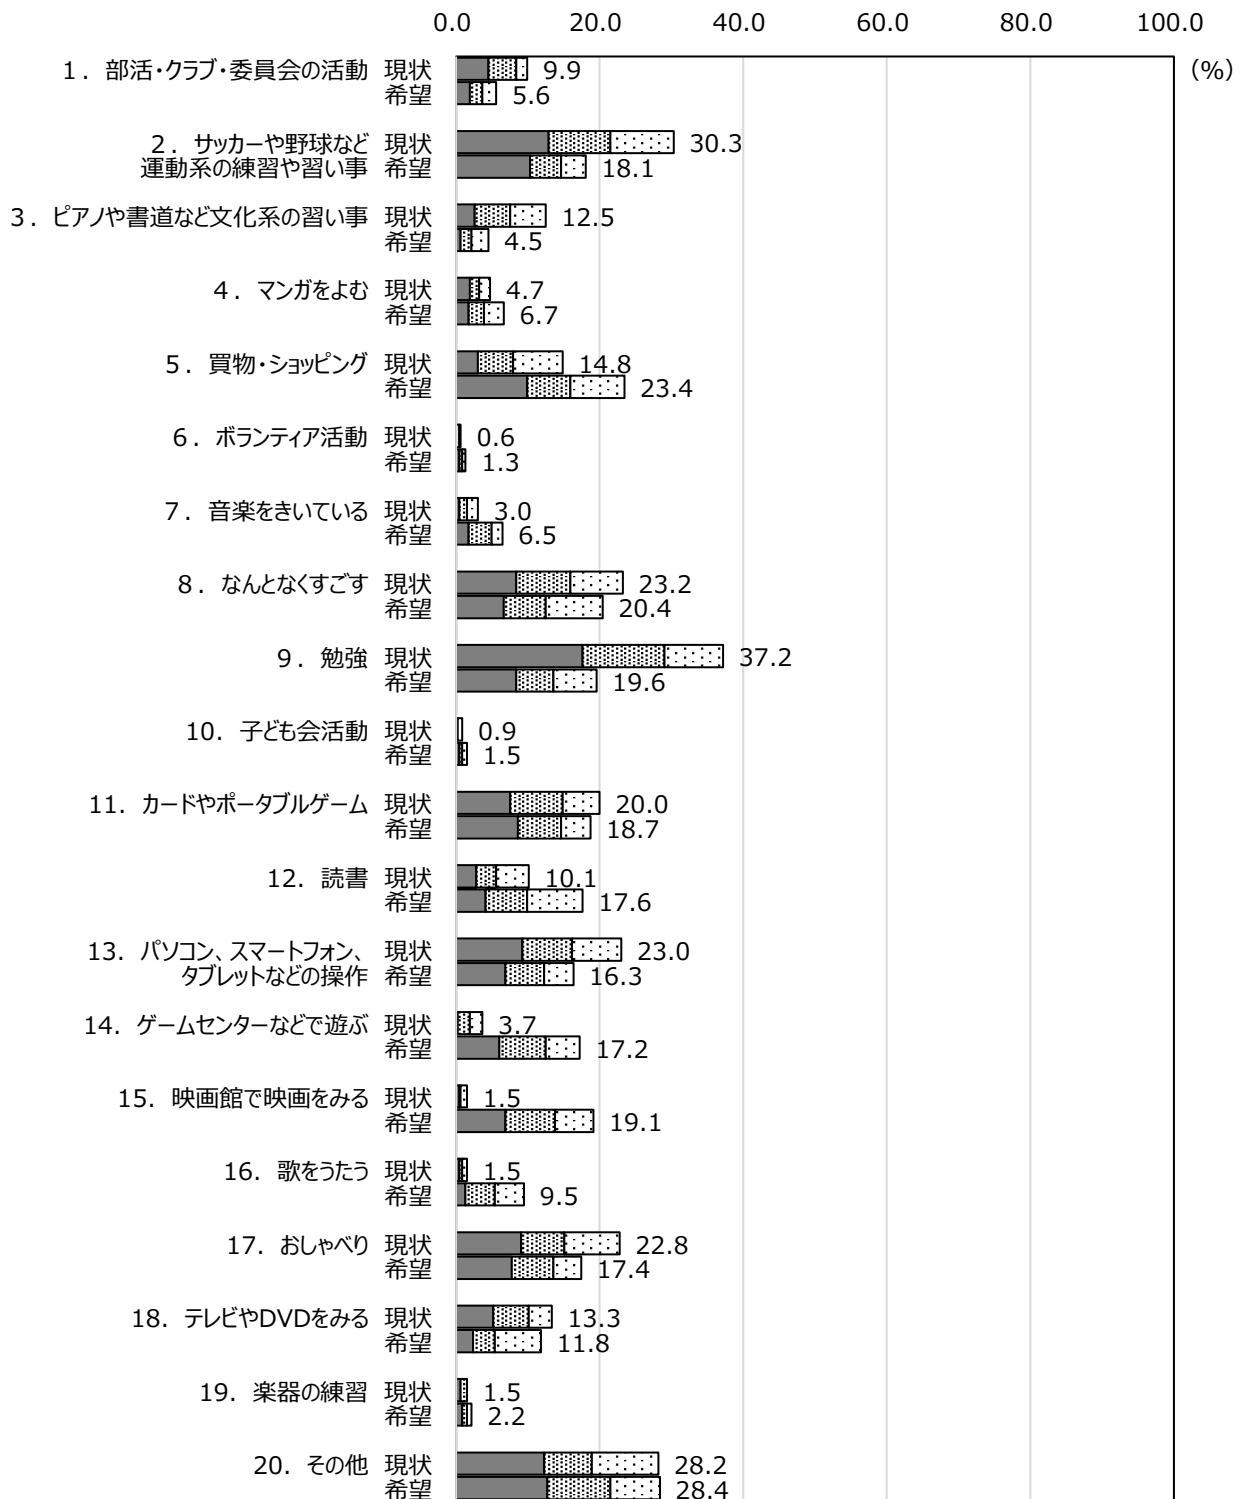 0.0 20.0 40.0 60.0 80.0 100.0
(%)
1．部活・クラブ・委員会の活動 現状 9.9
希望 5.6
2．サッカーや野球など 現状 30.3
運動系の練習や習い事 希望 18.1
3．ピアノや書道など文化系の習い事 現状 12.5
希望 4.5
4．マンガをよむ 現状 4.7
希望 6.7
5．買物・ショッピング 現状 14.8
希望 23.4
6．ボランティア活動 現状 0.6
希望 1.3
7．音楽をきいている 現状 3.0
希望 6.5
8．なんとなくすごす 現状 23.2
希望 20.4
9．勉強 現状 37.2
希望 19.6
10．子ども会活動 現状 0.9
希望 1.5
11．カードやポータブルゲーム 現状 20.0
希望 18.7
12．読書 現状 10.1
希望 17.6
13．パソコン、スマートフォン、 現状 23.0
タブレットなどの操作 希望 16.3
14．ゲームセンターなどで遊ぶ 現状 3.7
希望 17.2
15．映画館で映画をみる 現状 1.5
希望 19.1
16．歌をうたう 現状 1.5
希望 9.5
17．おしゃべり 現状 22.8
希望 17.4
18．テレビやDVDをみる 現状 13.3
希望 11.8
19．楽器の練習 現状 1.5
希望 2.2
20．その他 現状 28.2
希望 28.4